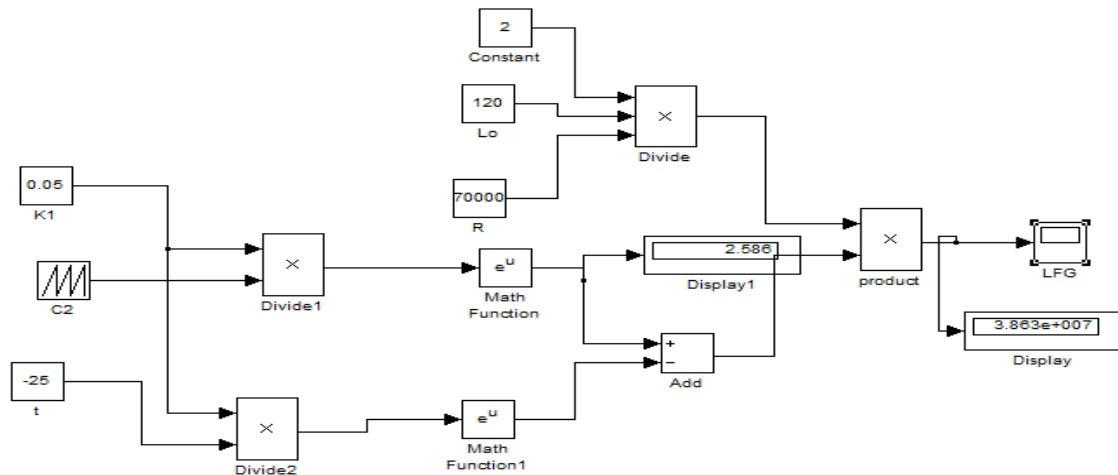 2
Constant
120
Lo
×
Divide
0.05
K1
70000
R
×
Divide1
C2
e^u
Math
Function
2.586
Display1
×
product
LFG
3.863e+007
Display
+
−
Add
-25
t
×
Divide2
e^u
Math
Function1